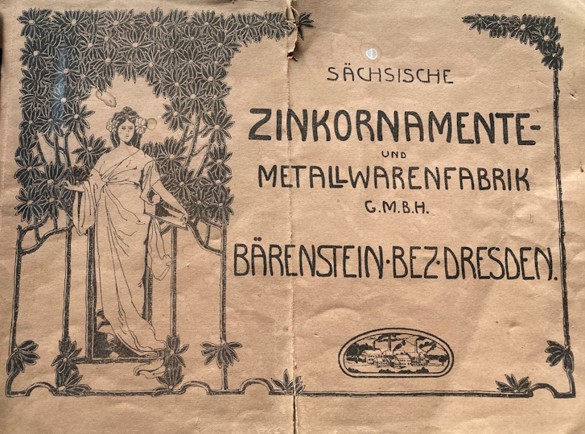 SÄCHSISCHE
ZINKORNAMENTE-
UND
METALLWARENFABRIK
G.M.B.H.
BÄRENSTEIN·BEZ·DRESDEN.